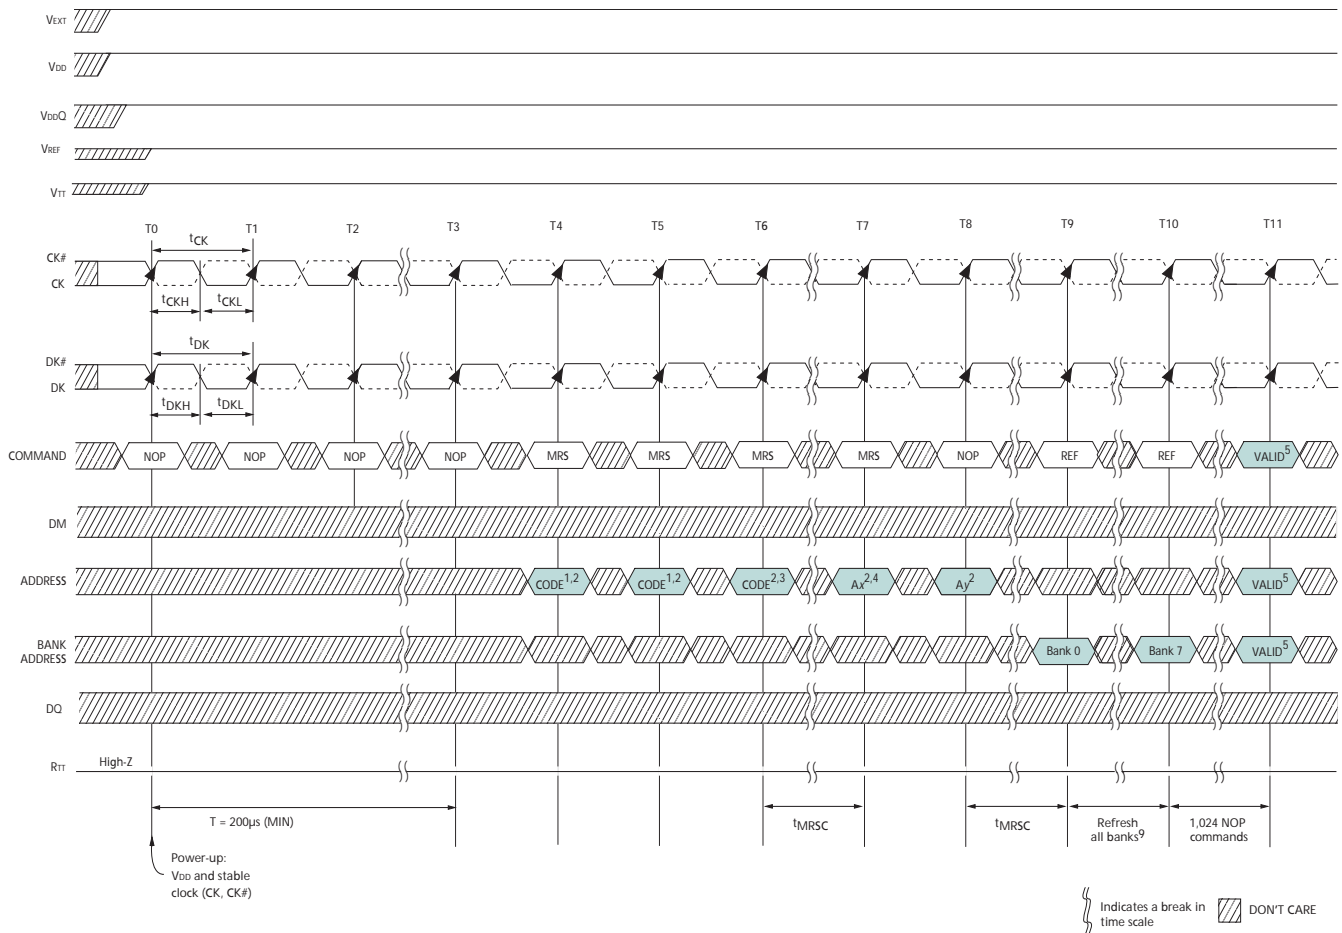 VEXT
VDD
VDDQ
VREF
VTT
T0 T1 T2 T3 T4 T5 T6 T7 T8 T9 T10 T11
tCK
CK#
CK
tCKH tCKL
tDK
DK#
DK
tDKH tDKL
COMMAND NOP NOP NOP NOP MRS MRS MRS MRS NOP REF REF VALID5
DM
ADDRESS CODE1,2 CODE1,2 CODE2,3 Ax2,4 Ay2 VALID5
BANK
ADDRESS Bank 0 Bank 7 VALID5
DQ
RTT High-Z
T = 200µs (MIN)
tMRSC
tMRSC
Refresh
all banks9
1,024 NOP
commands
Power-up:
VDD and stable
clock (CK, CK#)
Indicates a break in
time scale
DON'T CARE